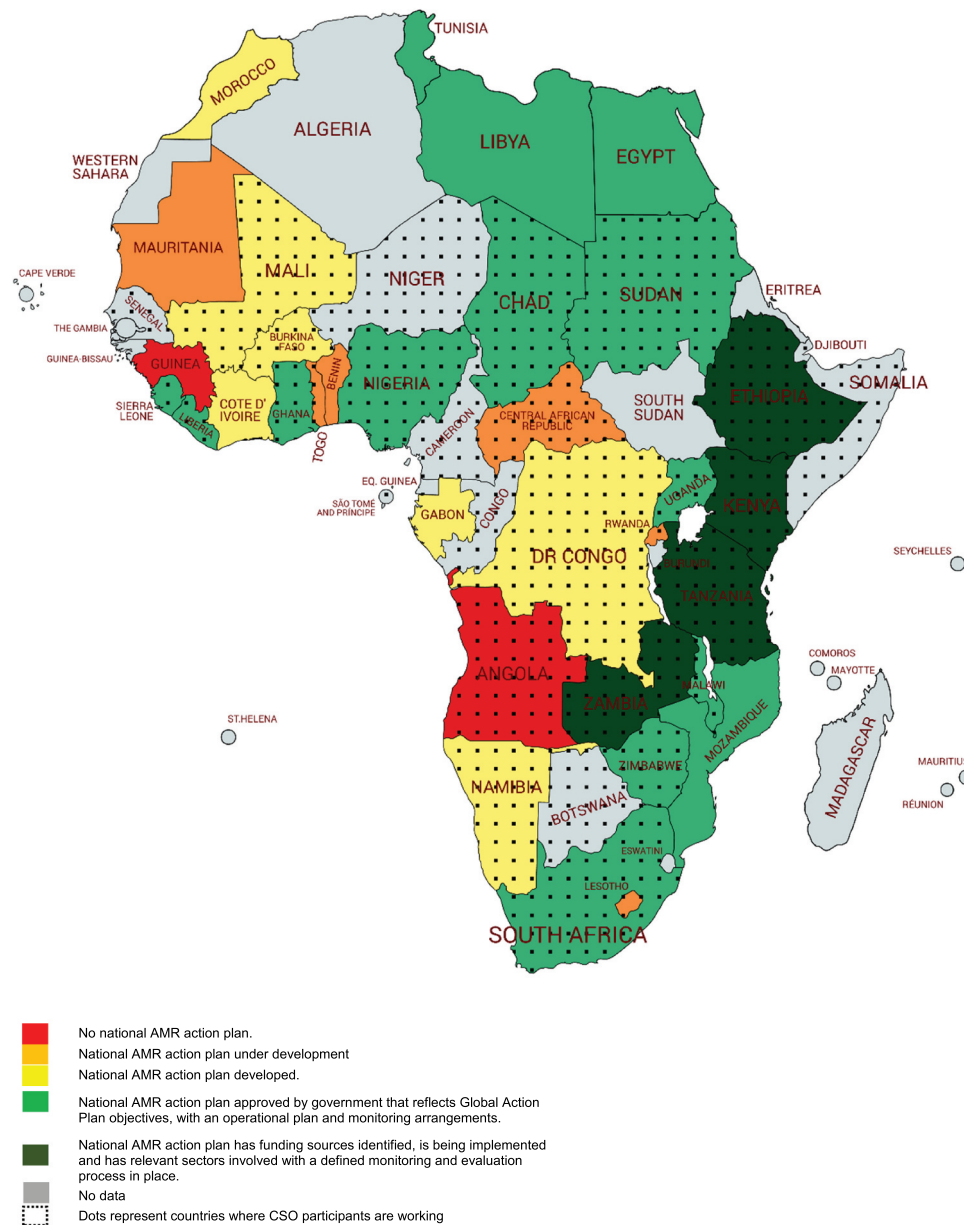 TUNISIA
MOROCCO
ALGERIA
LIBYA
EGYPT
WESTERN
SAHARA
MAURITANIA
MALI
NIGER
CHAD
SUDAN
ERITREA
CAPE VERDE
SENEGAL
THE GAMBIA
GUINEA-BISSAU
GUINEA
BURKINA
FASO
BENIN
NIGERIA
DJIBOUTI
SOMALIA
ETHIOPIA
SOUTH
SUDAN
SIERRA
LEONE
LIBERIA
COTE D'
IVOIRE
GHANA
TOGO
CAMEROON
CENTRAL AFRICAN
REPUBLIC
EQ. GUINEA
SÃO TOMÉ
AND PRÍNCIPE
GABON
CONGO
UGANDA
KENYA
RWANDA
DR CONGO
BURUNDI
TANZANIA
SEYCHELLES
COMOROS
MAYOTTE
ANGOLA
ZAMBIA
MALAWI
MOZAMBIQUE
MADAGASCAR
ST.HELENA
MAURITIU
RÉUNION
ZIMBABWE
NAMIBIA
BOTSWANA
ESWATINI
LESOTHO
SOUTH AFRICA
No national AMR action plan.
National AMR action plan under development
National AMR action plan developed.
National AMR action plan approved by government that reflects Global Action
Plan objectives, with an operational plan and monitoring arrangements.
National AMR action plan has funding sources identified, is being implemented
and has relevant sectors involved with a defined monitoring and evaluation
process in place.
No data
Dots represent countries where CSO participants are working